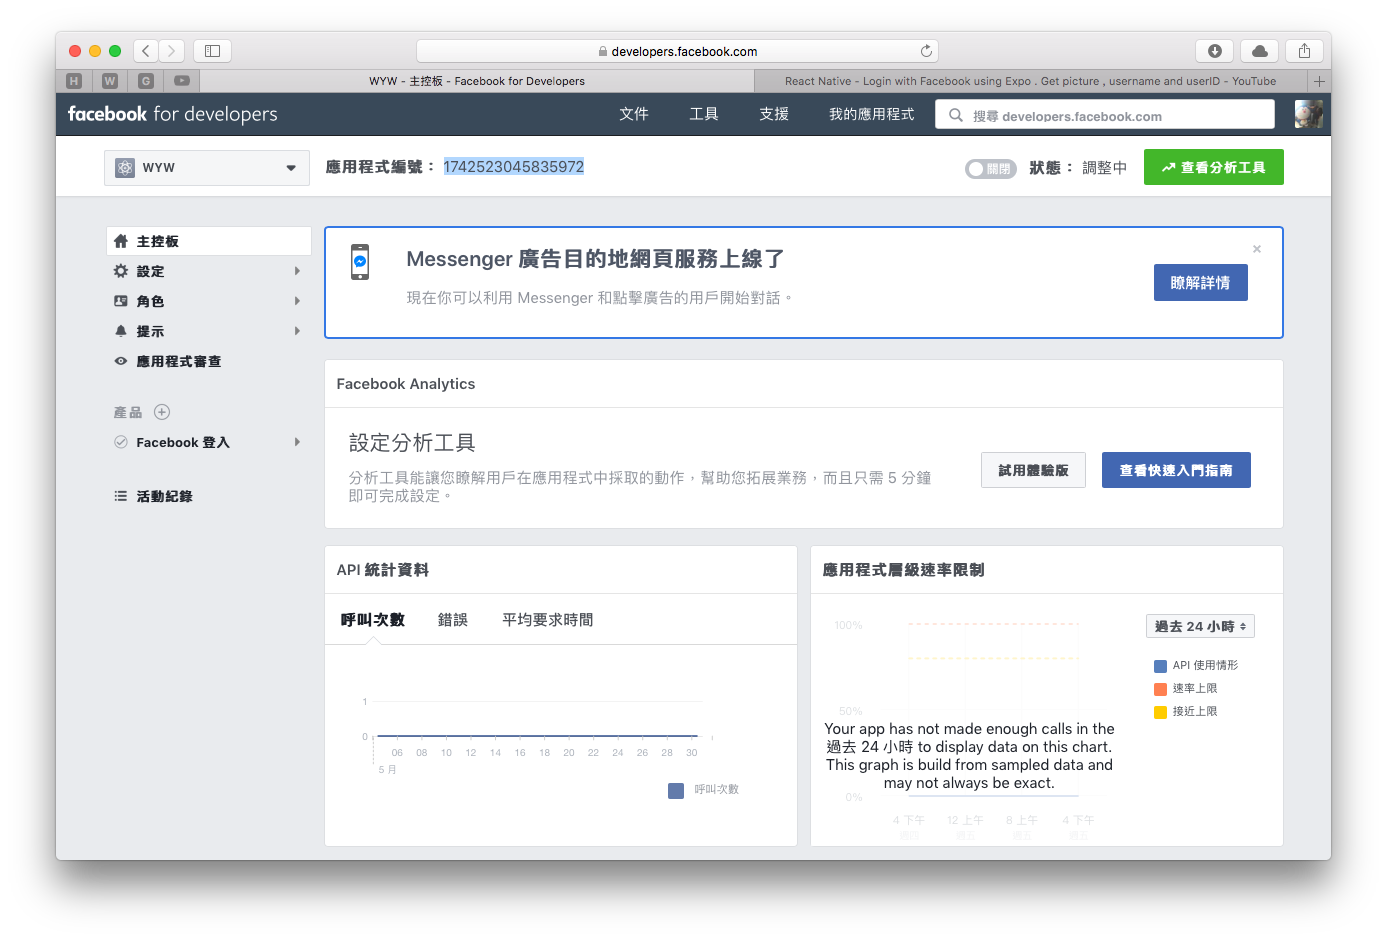 developers.facebook.com
H
W
G
WYW - 主控板 - Facebook for Developers
React Native - Login with Facebook using Expo . Get picture , username and userID - YouTube
facebook for developers
文件
工具
支援
我的應用程式
搜尋 developers.facebook.com
WYW
應用程式編號： 1742523045835972
關閉
狀態： 調整中
查看分析工具
主控板
設定
角色
提示
應用程式審查
產品
Facebook 登入
活動紀錄
Messenger 廣告目的地網頁服務上線了
現在你可以利用 Messenger 和點擊廣告的用戶開始對話。
瞭解詳情
Facebook Analytics
設定分析工具
分析工具能讓您瞭解用戶在應用程式中採取的動作，幫助您拓展業務，而且只需 5 分鐘
即可完成設定。
試用體驗版
查看快速入門指南
API 統計資料
呼叫次數
錯誤
平均要求時間
1
0
06 08 10 12 14 16 18 20 22 24 26 28 30
5 月
呼叫次數
應用程式層級速率限制
過去 24 小時
100%
50%
0%
API 使用情形
速率上限
接近上限
Your app has not made enough calls in the
過去 24 小時 to display data on this chart.
This graph is build from sampled data and
may not always be exact.
4 下午 12 上午 8 上午 4 下午
週四 週五 週五 週五